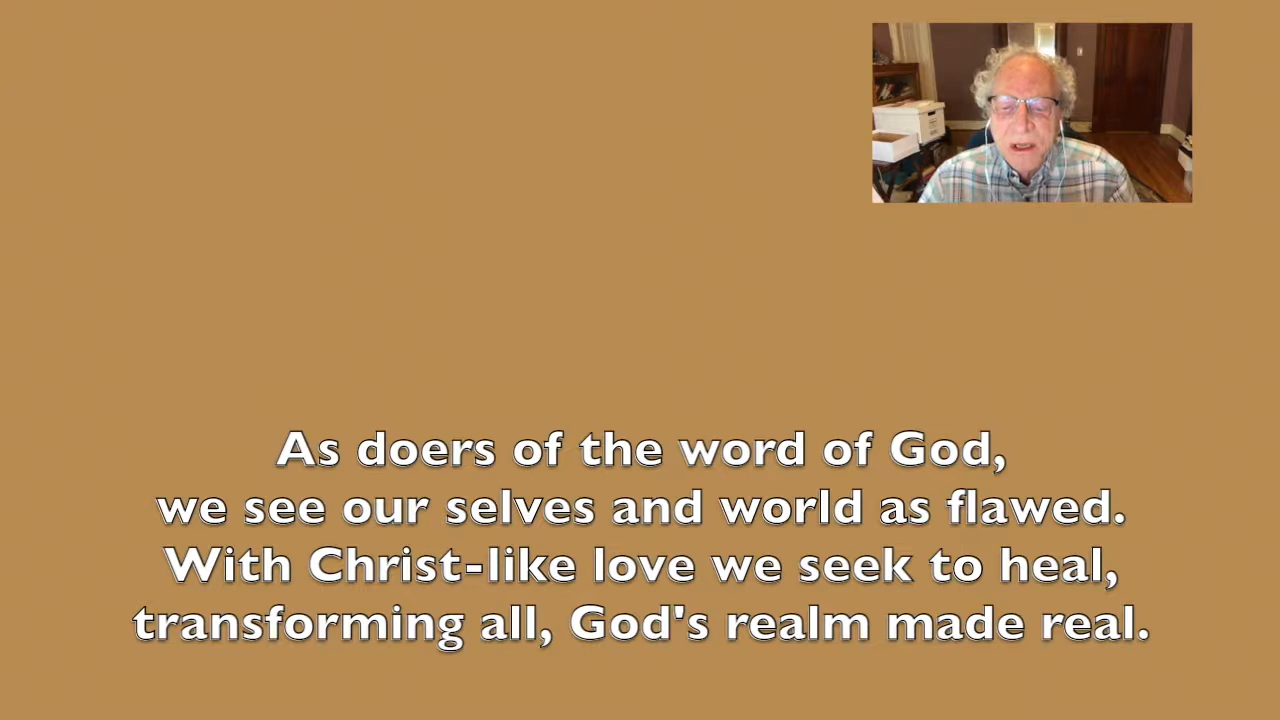 As doers of the word of God,
we see our selves and world as flawed.
With Christ-like love we seek to heal,
transforming all, God's realm made real.